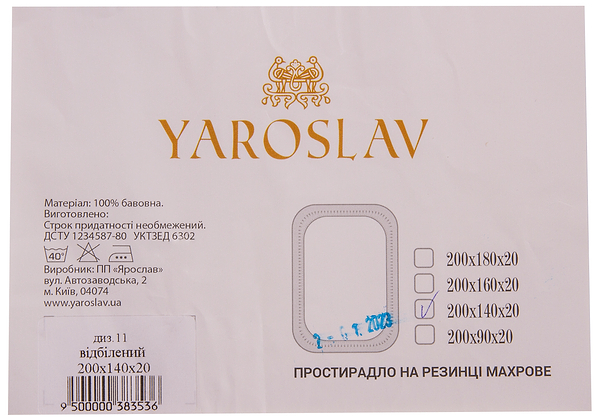 YAROSLAV
Матеріал: 100% бавовна.
Виготовлено:
Строк придатності необмежений.
ДСТУ 1234587-80 УКТЗЕД 6302
40°
Виробник: ПП «Ярослав»
вул. Автозаводська, 2
м. Київ, 04074
www.yaroslav.ua
200x180x20
200x160x20
200x140x20
200x90x20
ПРОСТИРАДЛО НА РЕЗИНЦІ МАХРОВЕ
диз.11
відбілений
200x140x20
9 500000 383536